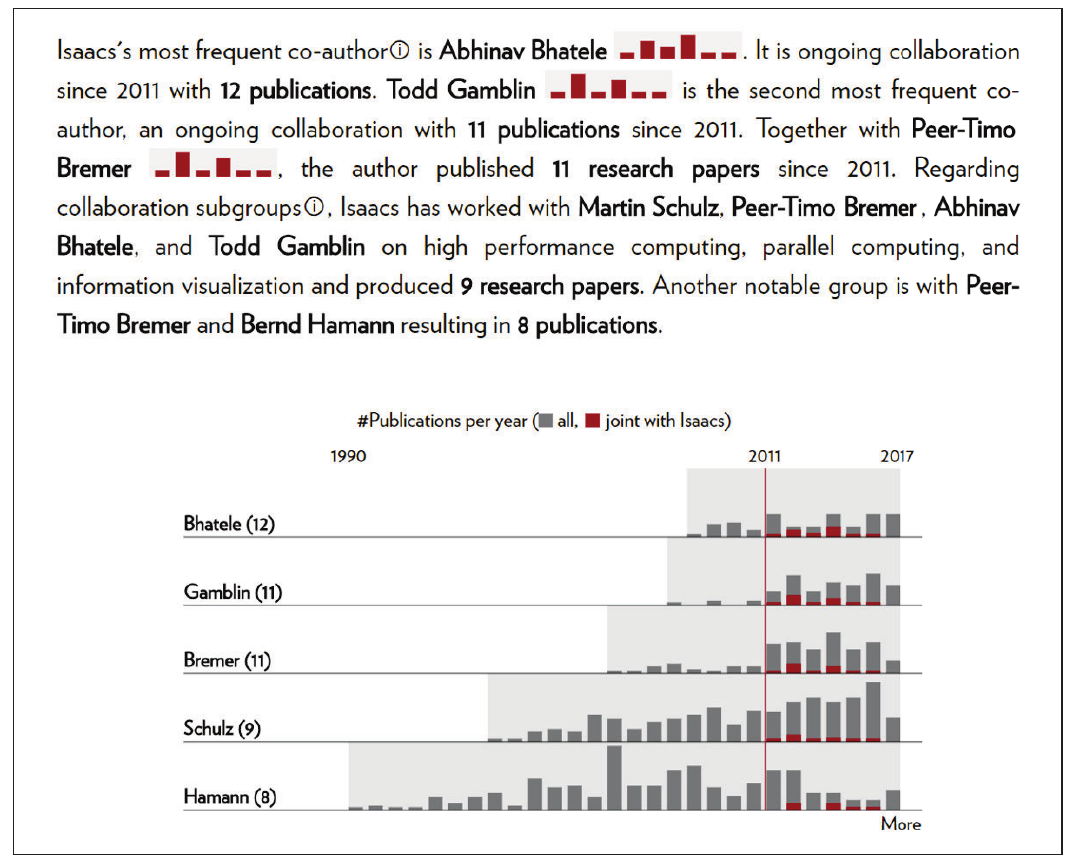 Isaacs's most frequent co-authorⓘ is Abhinav Bhatele . It is ongoing collaboration
since 2011 with 12 publications. Todd Gamblin is the second most frequent co-
author, an ongoing collaboration with 11 publications since 2011. Together with Peer-Timo
Bremer , the author published 11 research papers since 2011. Regarding
collaboration subgroupsⓘ, Isaacs has worked with Martin Schulz, Peer-Timo Bremer , Abhinav
Bhatele, and Todd Gamblin on high performance computing, parallel computing, and
information visualization and produced 9 research papers. Another notable group is with Peer-
Timo Bremer and Bernd Hamann resulting in 8 publications.
#Publications per year ( all, joint with Isaacs)
1990 2011 2017
Bhatele (12)
Gamblin (11)
Bremer (11)
Schulz (9)
Hamann (8)
More